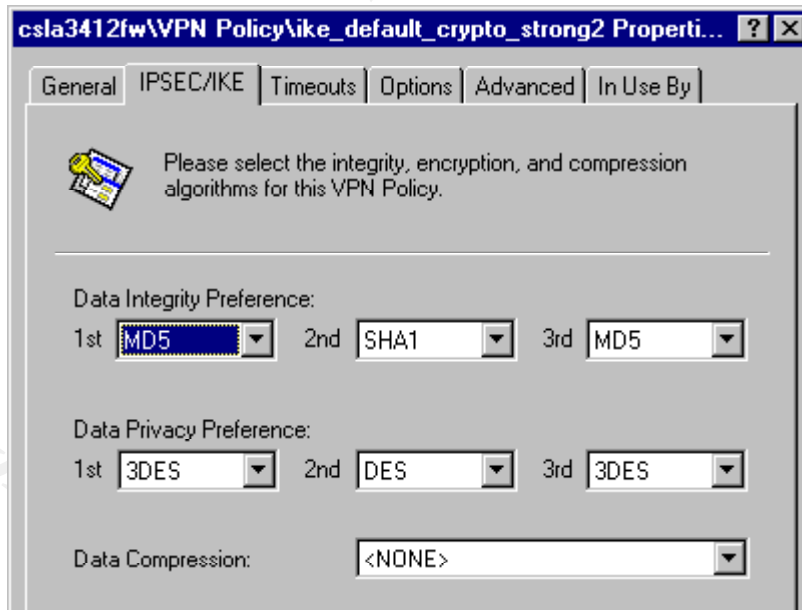 csla3412fw\VPN Policy\ike_default_crypto_strong2 Properti... ? ×
General IPSEC/IKE Timeouts Options Advanced In Use By
Please select the integrity, encryption, and compression
algorithms for this VPN Policy.
Data Integrity Preference:
1st MD5 2nd SHA1 3rd MD5
Data Privacy Preference:
1st 3DES 2nd DES 3rd 3DES
Data Compression: <NONE>